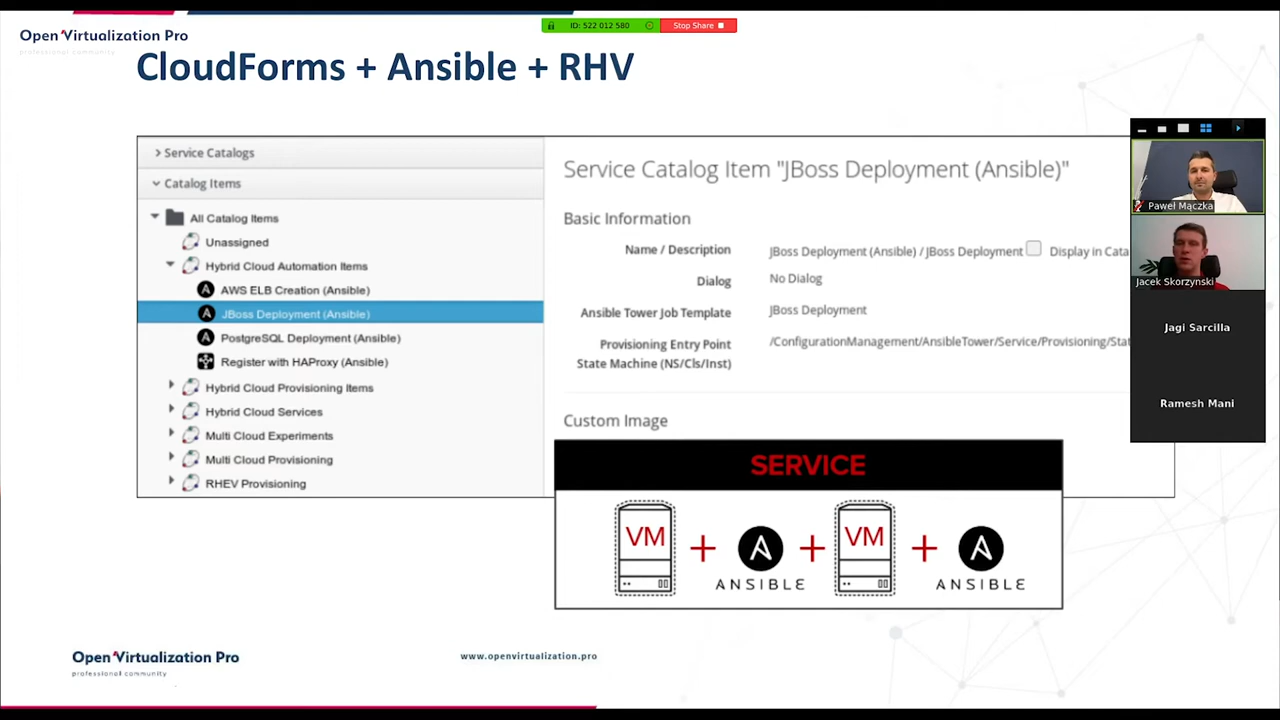 Open Virtualization Pro
professional community
ID: 522 012 580
Stop Share
CloudForms + Ansible + RHV
Service Catalogs
Catalog Items
All Catalog Items
Unassigned
Hybrid Cloud Automation Items
AWS ELB Creation (Ansible)
JBoss Deployment (Ansible)
PostgreSQL Deployment (Ansible)
Register with HAProxy (Ansible)
Hybrid Cloud Provisioning Items
Hybrid Cloud Services
Multi Cloud Experiments
Multi Cloud Provisioning
RHEV Provisioning
Service Catalog Item "JBoss Deployment (Ansible)"
Basic Information
Name / Description JBoss Deployment (Ansible) / JBoss Deployment Display in Cata
Dialog No Dialog
Ansible Tower Job Template JBoss Deployment
Provisioning Entry Point /ConfigurationManagement/AnsibleTower/Service/Provisioning/Stat
State Machine (NS/Cls/Inst)
Custom Image
SERVICE
VM + A + VM + A
ANSIBLE ANSIBLE
Paweł Mączka
Jacek Skorzynski
Jagi Sarcilla
Ramesh Mani
Open Virtualization Pro
professional community
www.openvirtualization.pro